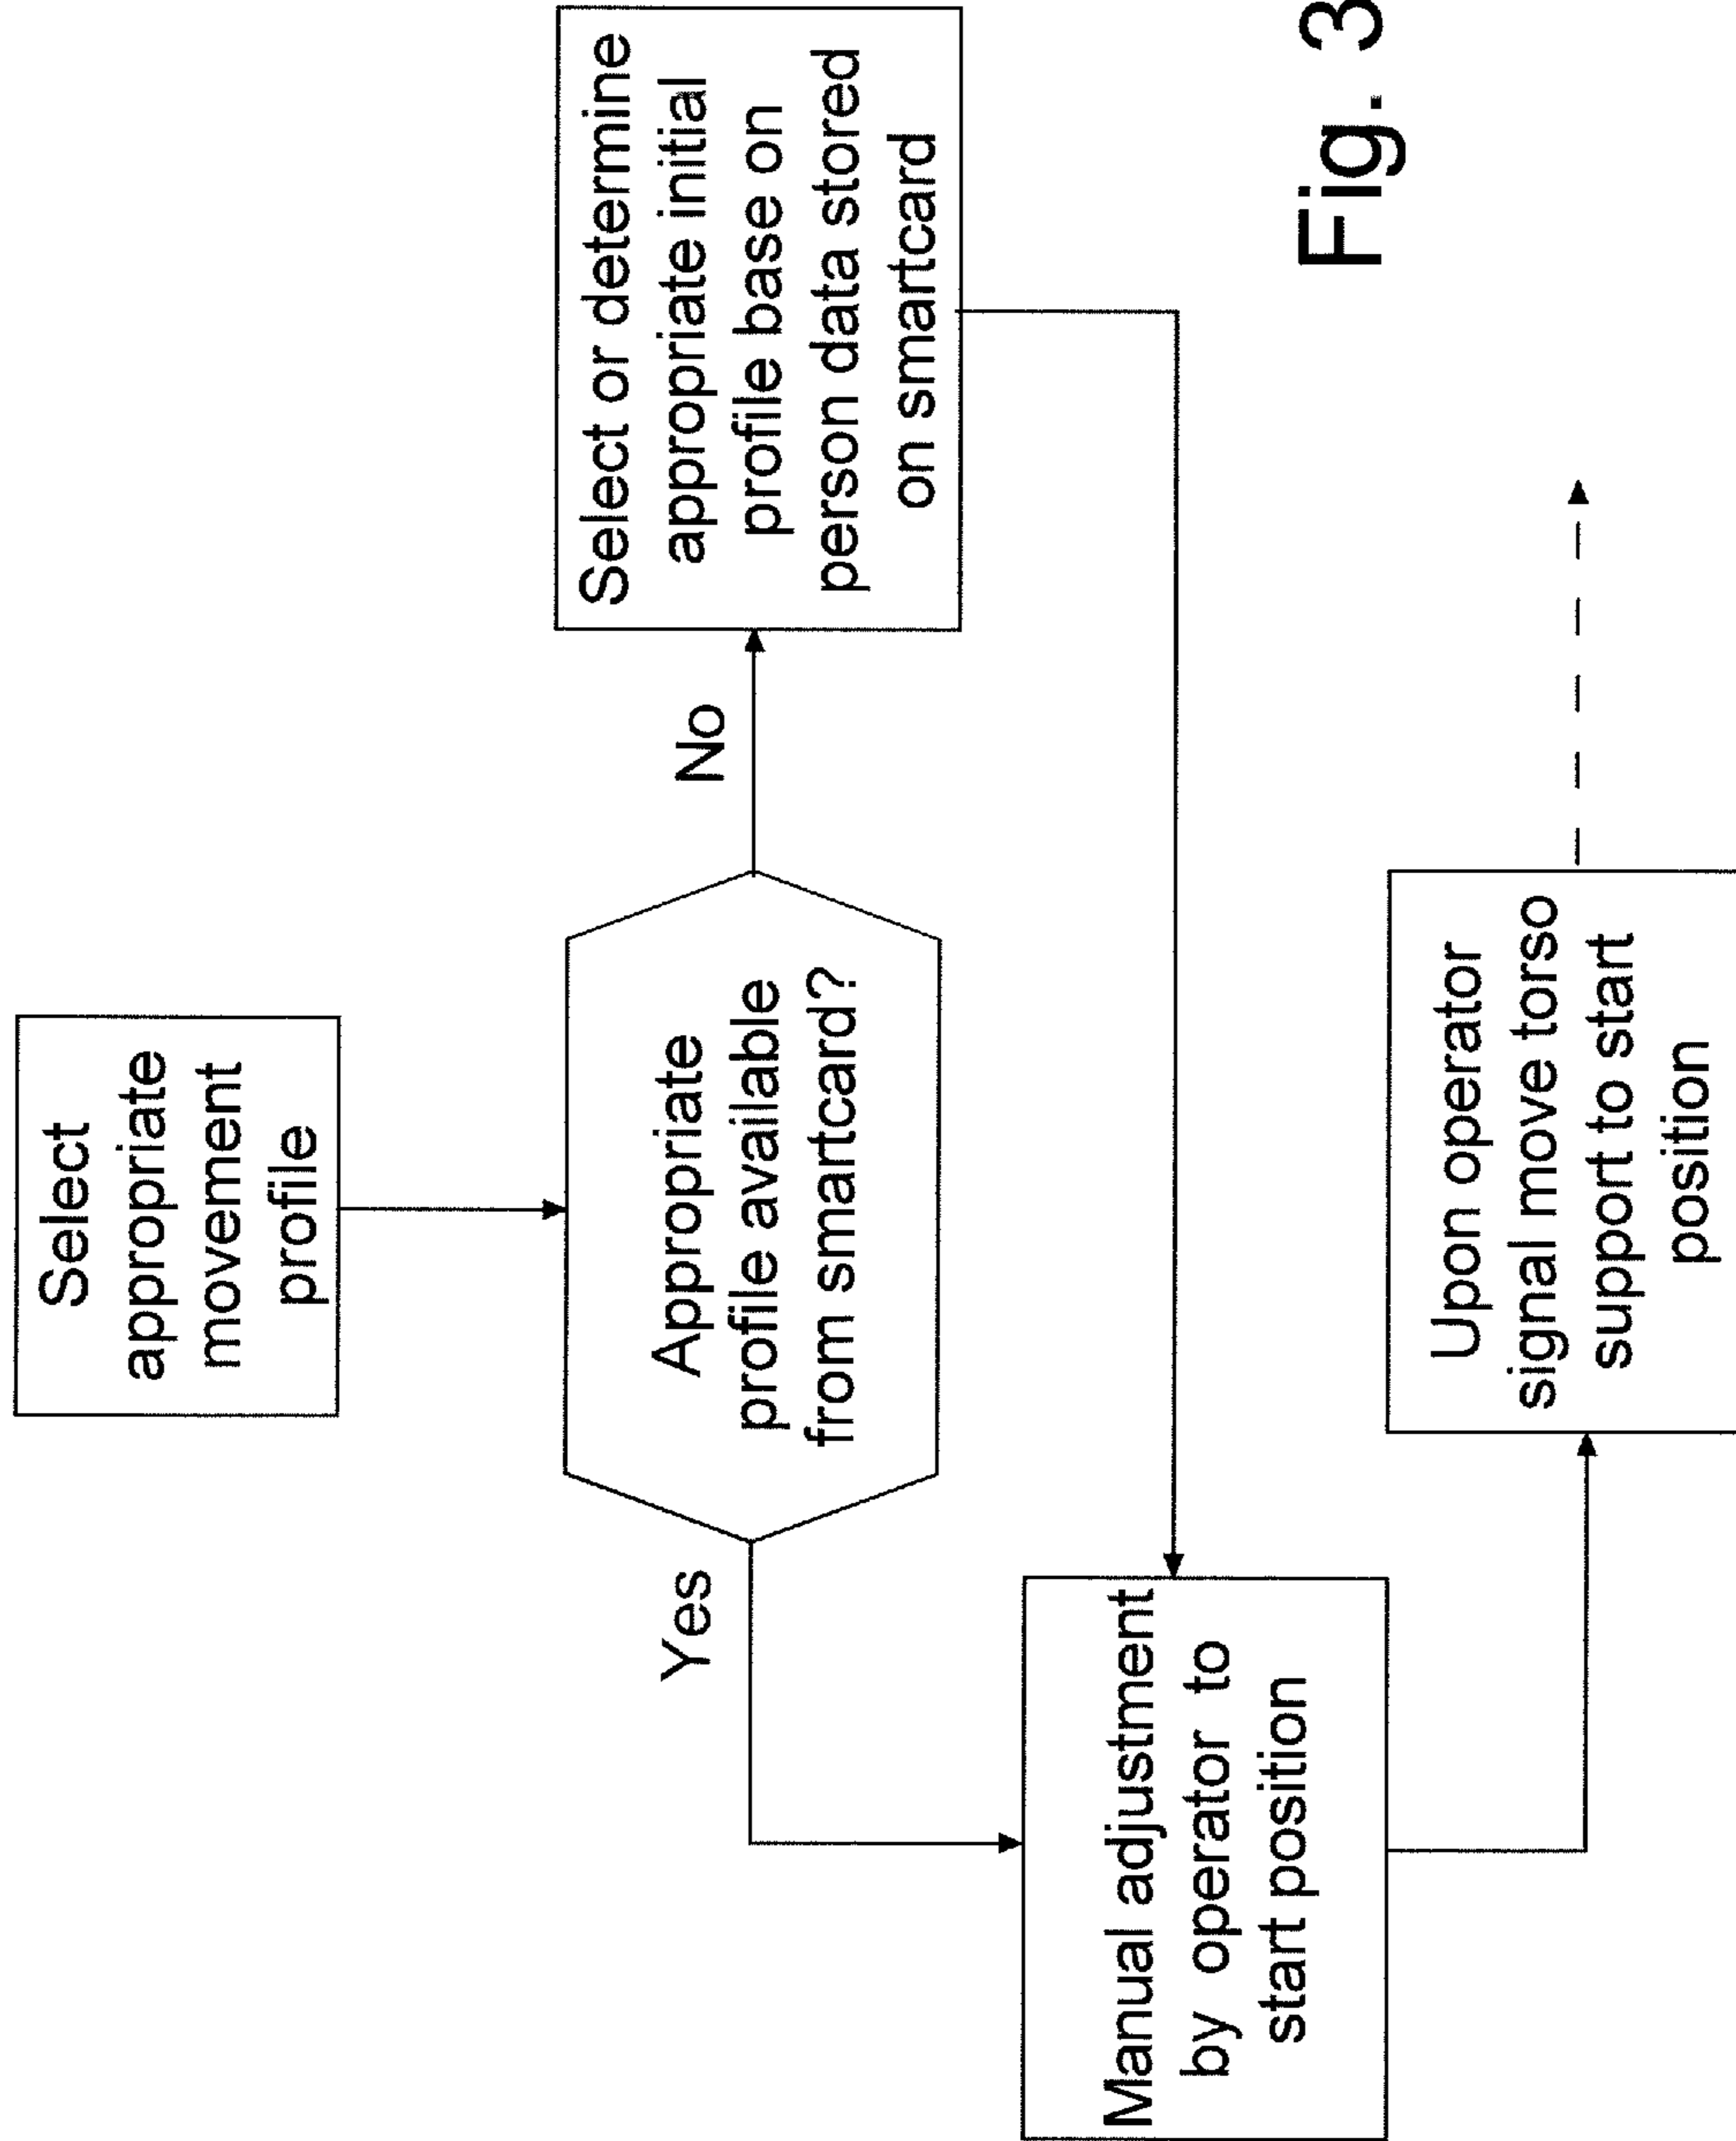 Select
appropriate
movement
profile
Appropriate
profile available
from smartcard?
Yes
No
Select or determine
appropriate initial
profile base on
person data stored
on smartcard
Manual adjustment
by operator to
start position
Upon operator
signal move torso
support to start
position
Fig. 3